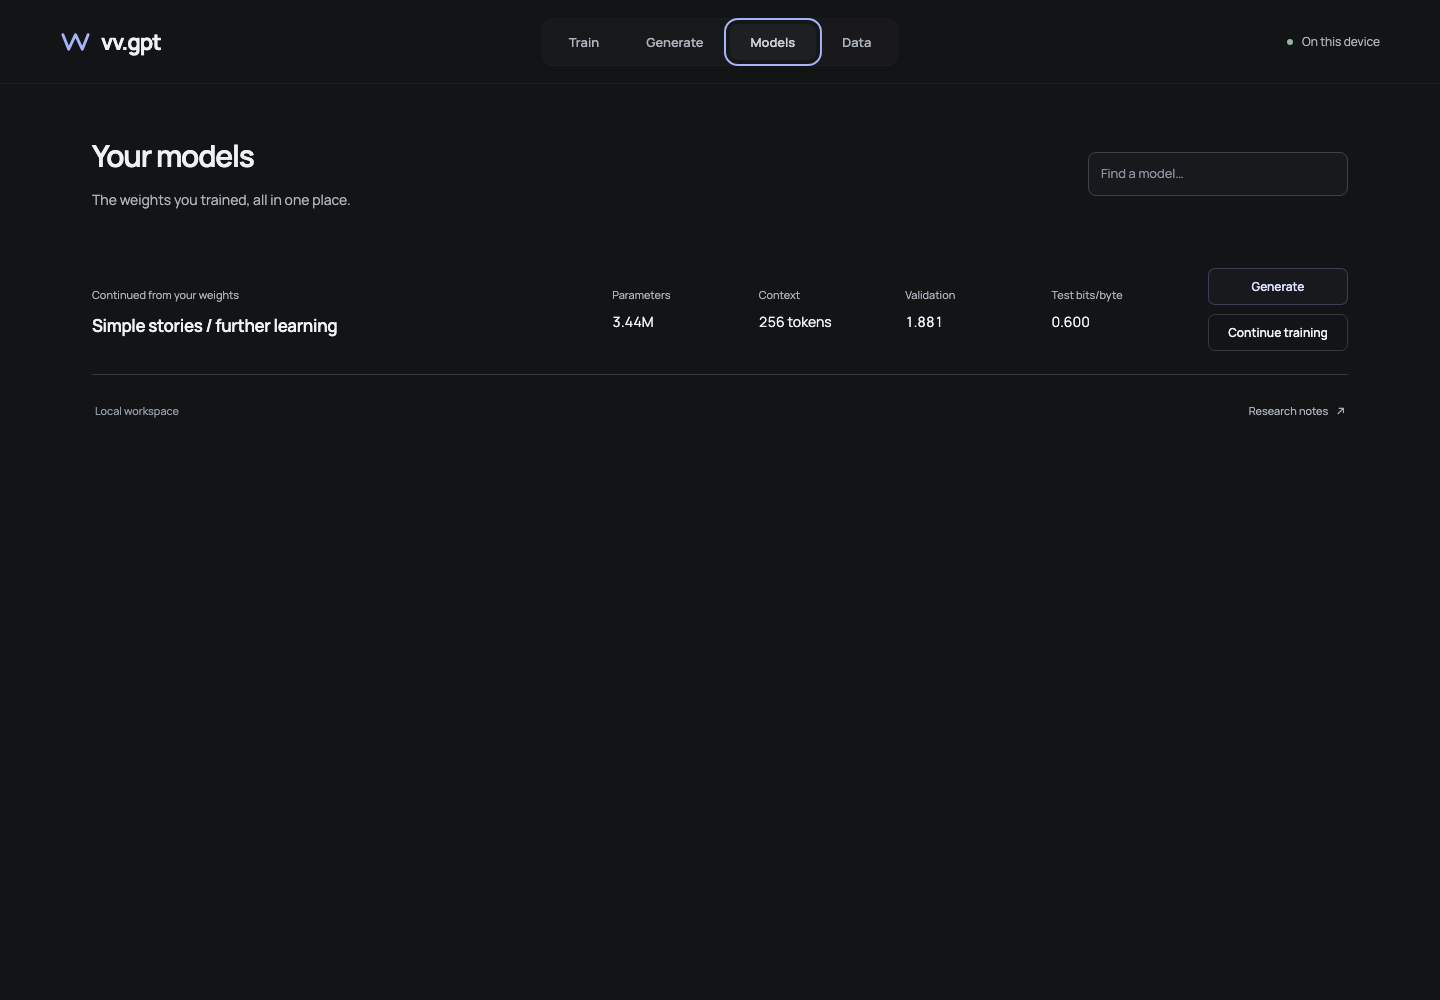 vv.gpt
Train Generate Models Data
On this device
Your models
The weights you trained, all in one place.
Find a model…
Continued from your weights
Simple stories / further learning
Parameters
3.44M
Context
256 tokens
Validation
1.881
Test bits/byte
0.600
Generate
Continue training
Local workspace
Research notes ↗